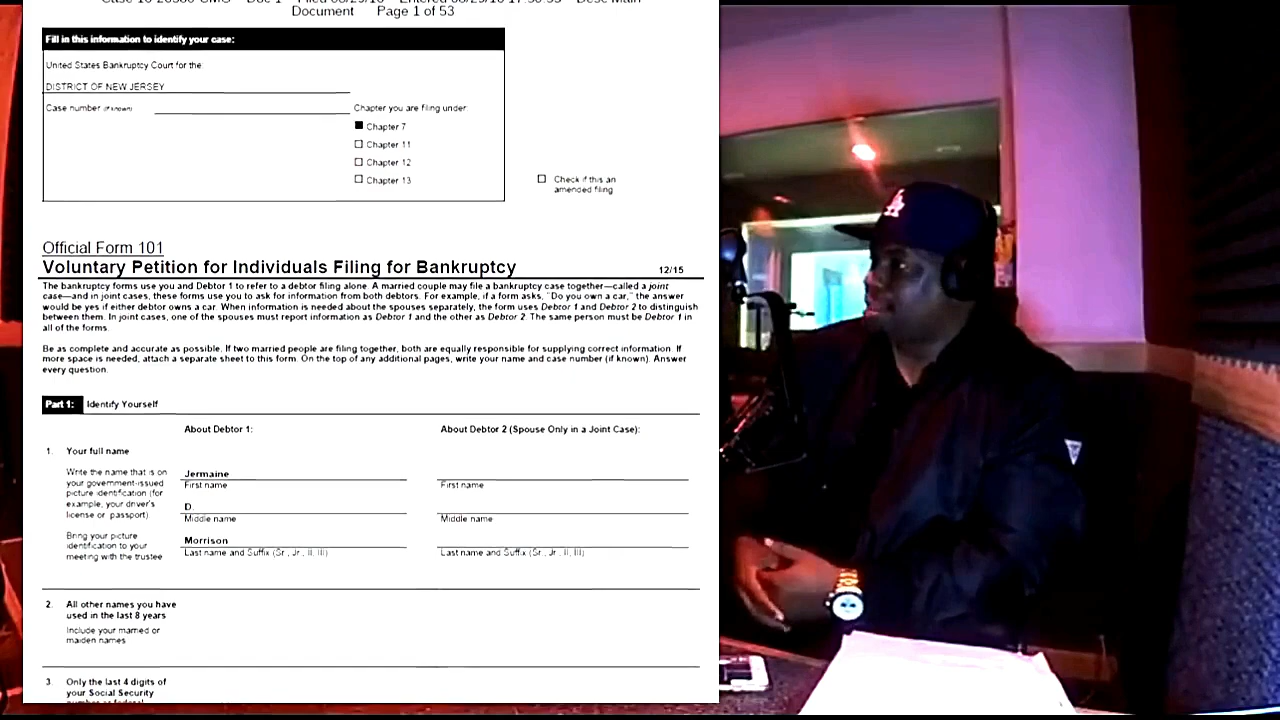 Document Page 1 of 53
Fill in this information to identify your case:
United States Bankruptcy Court for the:
DISTRICT OF NEW JERSEY
Case number (if known)
Chapter you are filing under:
Chapter 7
Chapter 11
Chapter 12
Chapter 13
Check if this an
amended filing
Official Form 101
Voluntary Petition for Individuals Filing for Bankruptcy
12/15
The bankruptcy forms use you and Debtor 1 to refer to a debtor filing alone. A married couple may file a bankruptcy case together—called a joint
case—and in joint cases, these forms use you to ask for information from both debtors. For example, if a form asks, "Do you own a car," the answer
would be yes if either debtor owns a car. When information is needed about the spouses separately, the form uses Debtor 1 and Debtor 2 to distinguish
between them. In joint cases, one of the spouses must report information as Debtor 1 and the other as Debtor 2. The same person must be Debtor 1 in
all of the forms.
Be as complete and accurate as possible. If two married people are filing together, both are equally responsible for supplying correct information. If
more space is needed, attach a separate sheet to this form. On the top of any additional pages, write your name and case number (if known). Answer
every question.
Part 1: Identify Yourself
About Debtor 1:
About Debtor 2 (Spouse Only in a Joint Case):
1. Your full name
Write the name that is on
your government-issued
picture identification (for
example, your driver's
license or passport).
Bring your picture
identification to your
meeting with the trustee
Jermaine
First name
D.
Middle name
Morrison
Last name and Suffix (Sr., Jr., II, III)
First name
Middle name
Last name and Suffix (Sr., Jr., II, III)
2. All other names you have
used in the last 8 years
Include your married or
maiden names
3. Only the last 4 digits of
your Social Security
LA